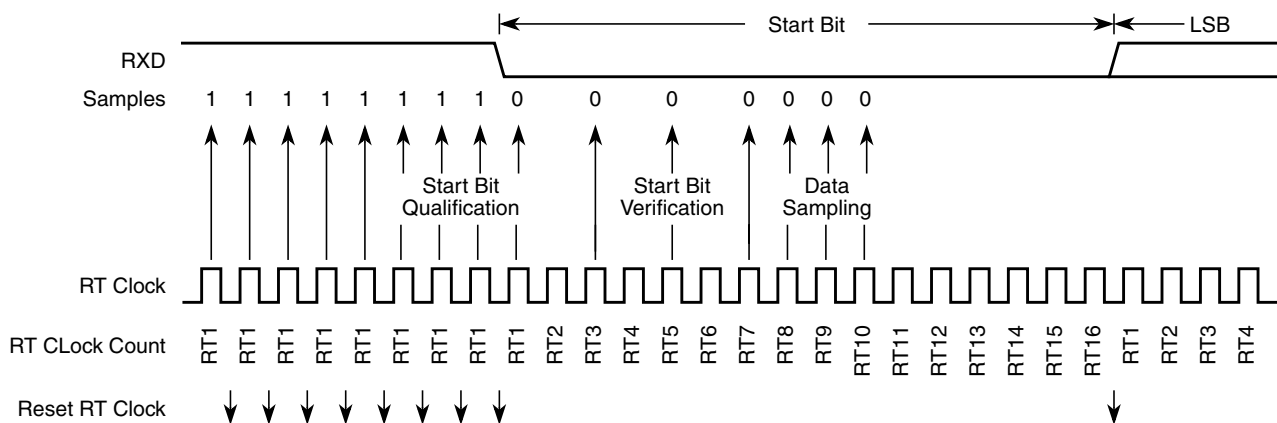 Start Bit LSB
RXD
Samples 1 1 1 1 1 1 1 1 0 0 0 0 0 0 0
Start Bit Qualification
Start Bit Verification
Data Sampling
RT Clock
RT CLock Count RT1 RT1 RT1 RT1 RT1 RT1 RT1 RT1 RT1 RT2 RT3 RT4 RT5 RT6 RT7 RT8 RT9 RT10 RT11 RT12 RT13 RT14 RT15 RT16 RT1 RT2 RT3 RT4
Reset RT Clock